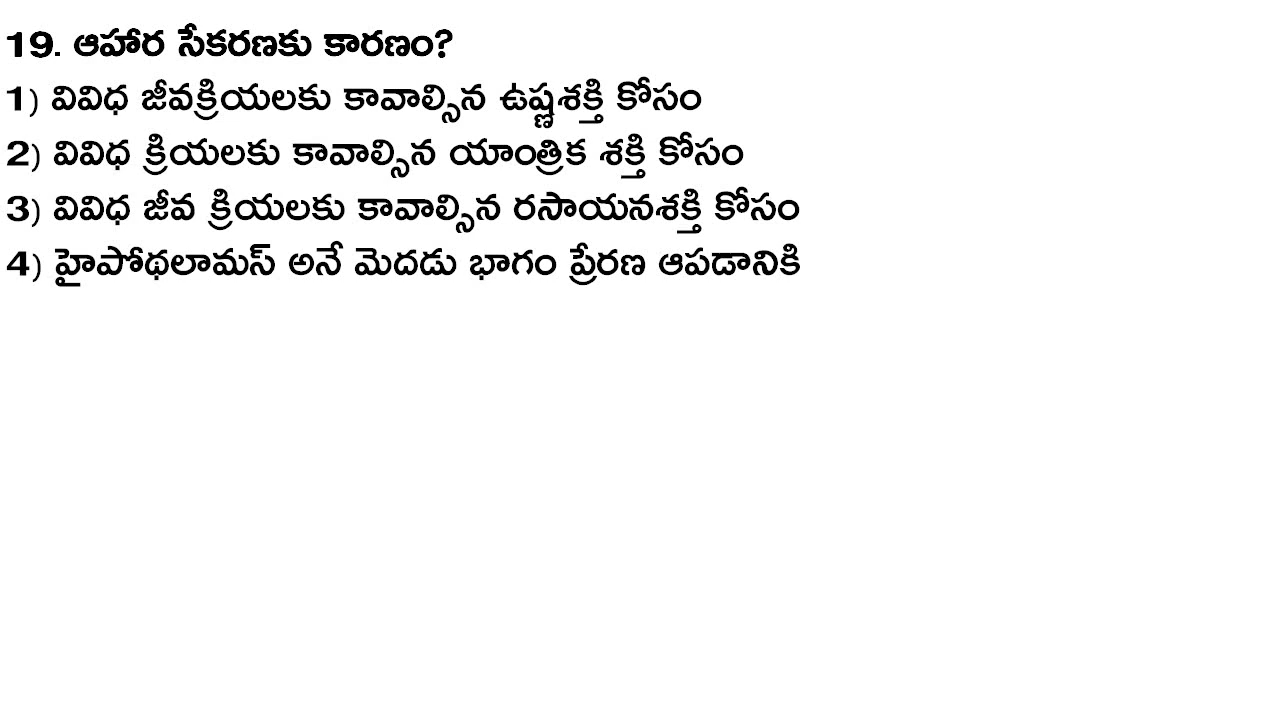 19. ఆహార సేకరణకు కారణం?
1) వివిధ జీవక్రియలకు కావాల్సిన ఉష్ణశక్తి కోసం
2) వివిధ క్రియలకు కావాల్సిన యాంత్రిక శక్తి కోసం
3) వివిధ జీవ క్రియలకు కావాల్సిన రసాయనశక్తి కోసం
4) హైపోథలామస్ అనే మెదడు భాగం ప్రేరణ ఆపడానికి